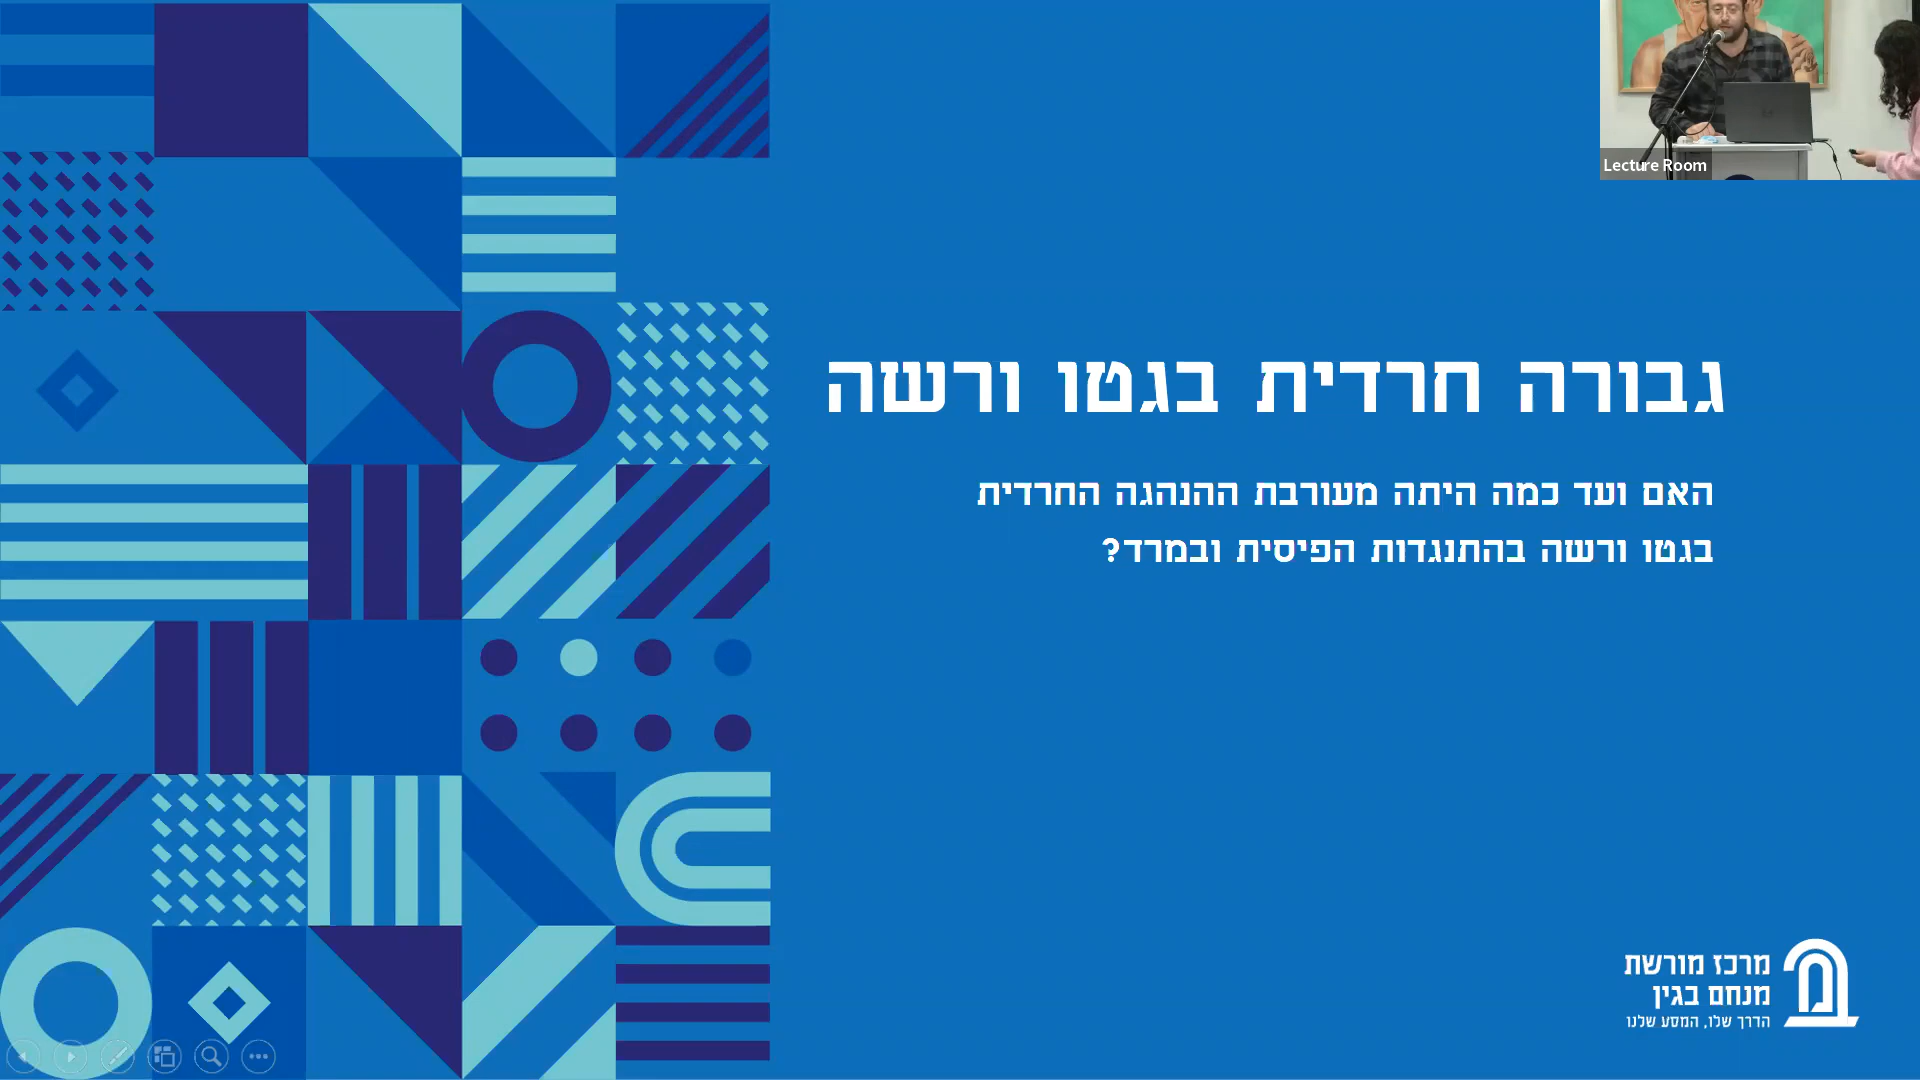 Lecture Room
גבורה חרדית בגטו ורשה
האם ועד כמה היתה מעורבת ההנהגה החרדית
בגטו ורשה בהתנגדות הפיסית ובמרד?
מרכז מורשת
מנחם בגין
הדרך שלו, המסע שלנו